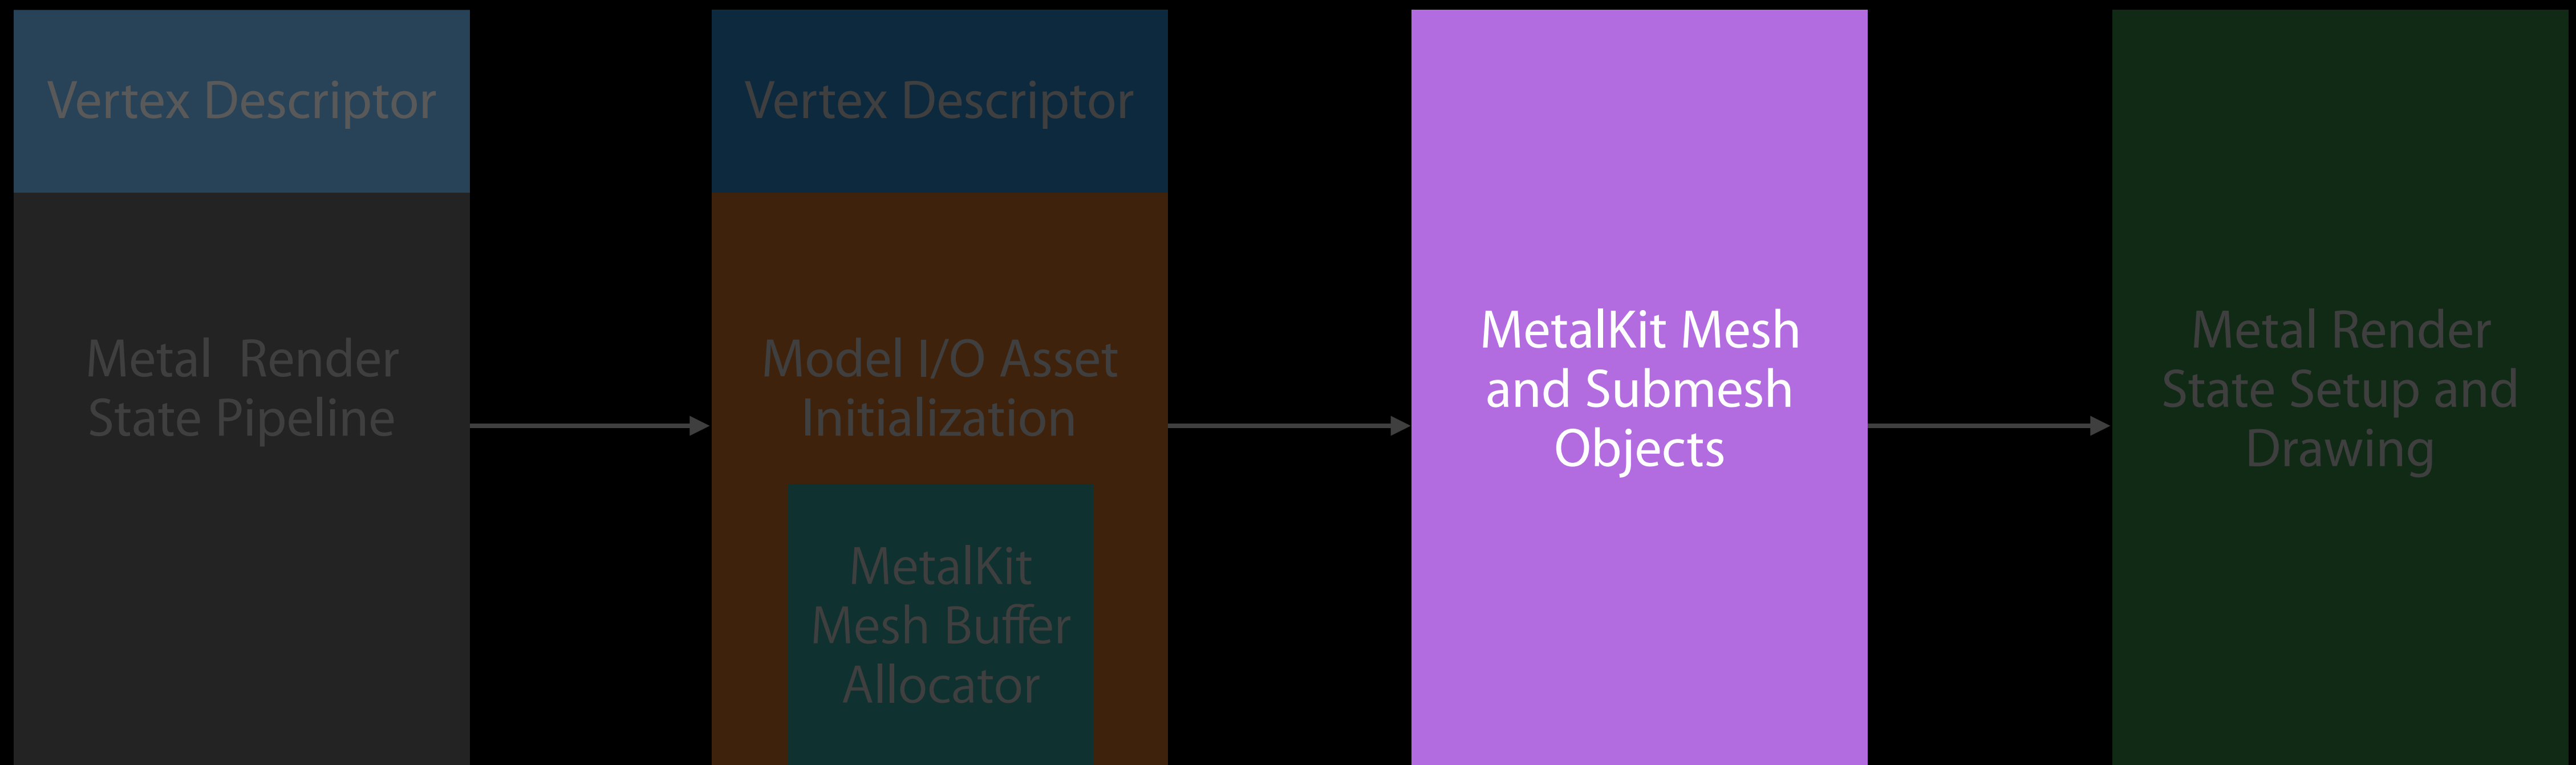 Vertex Descriptor
Metal Render
State Pipeline
Vertex Descriptor
Model I/O Asset
Initialization
MetalKit
Mesh Buffer
Allocator
MetalKit Mesh
and Submesh
Objects
Metal Render
State Setup and
Drawing